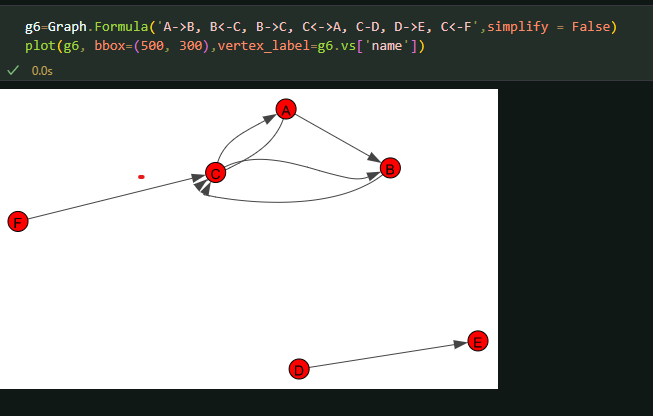 g6=Graph.Formula('A->B, B<-C, B->C, C<->A, C-D, D->E, C<-F',simplify = False)
plot(g6, bbox=(500, 300),vertex_label=g6.vs['name'])
0.0s
A
C
B
F
E
D